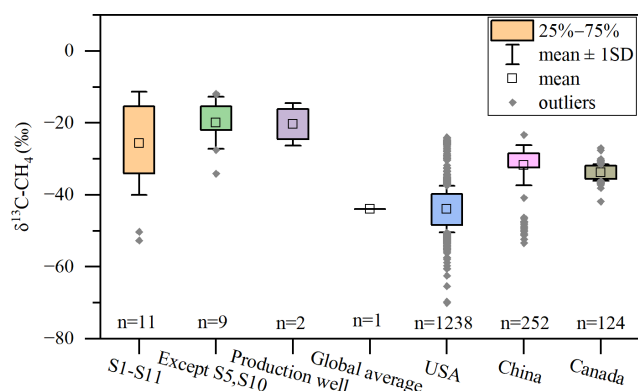 25%−75%
mean ± 1SD
mean
outliers
0
−20
−40
−60
−80
δ¹³C-CH₄(‰)
n=11
n=9
n=2
n=1
n=1238
n=252
n=124
S1−S11
Except S5,S10
Production well
Global average
USA
China
Canada